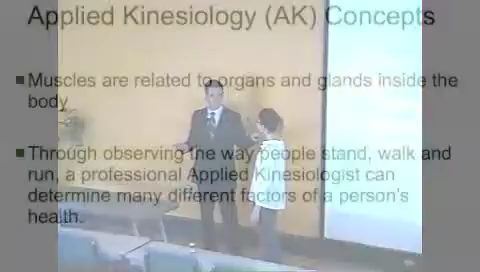 Applied Kinesiology (AK) Concepts
Muscles are related to organs and glands inside the
body
Through observing the way people stand, walk and
run, a professional Applied Kinesiologist can
determine many different factors of a person's
health.